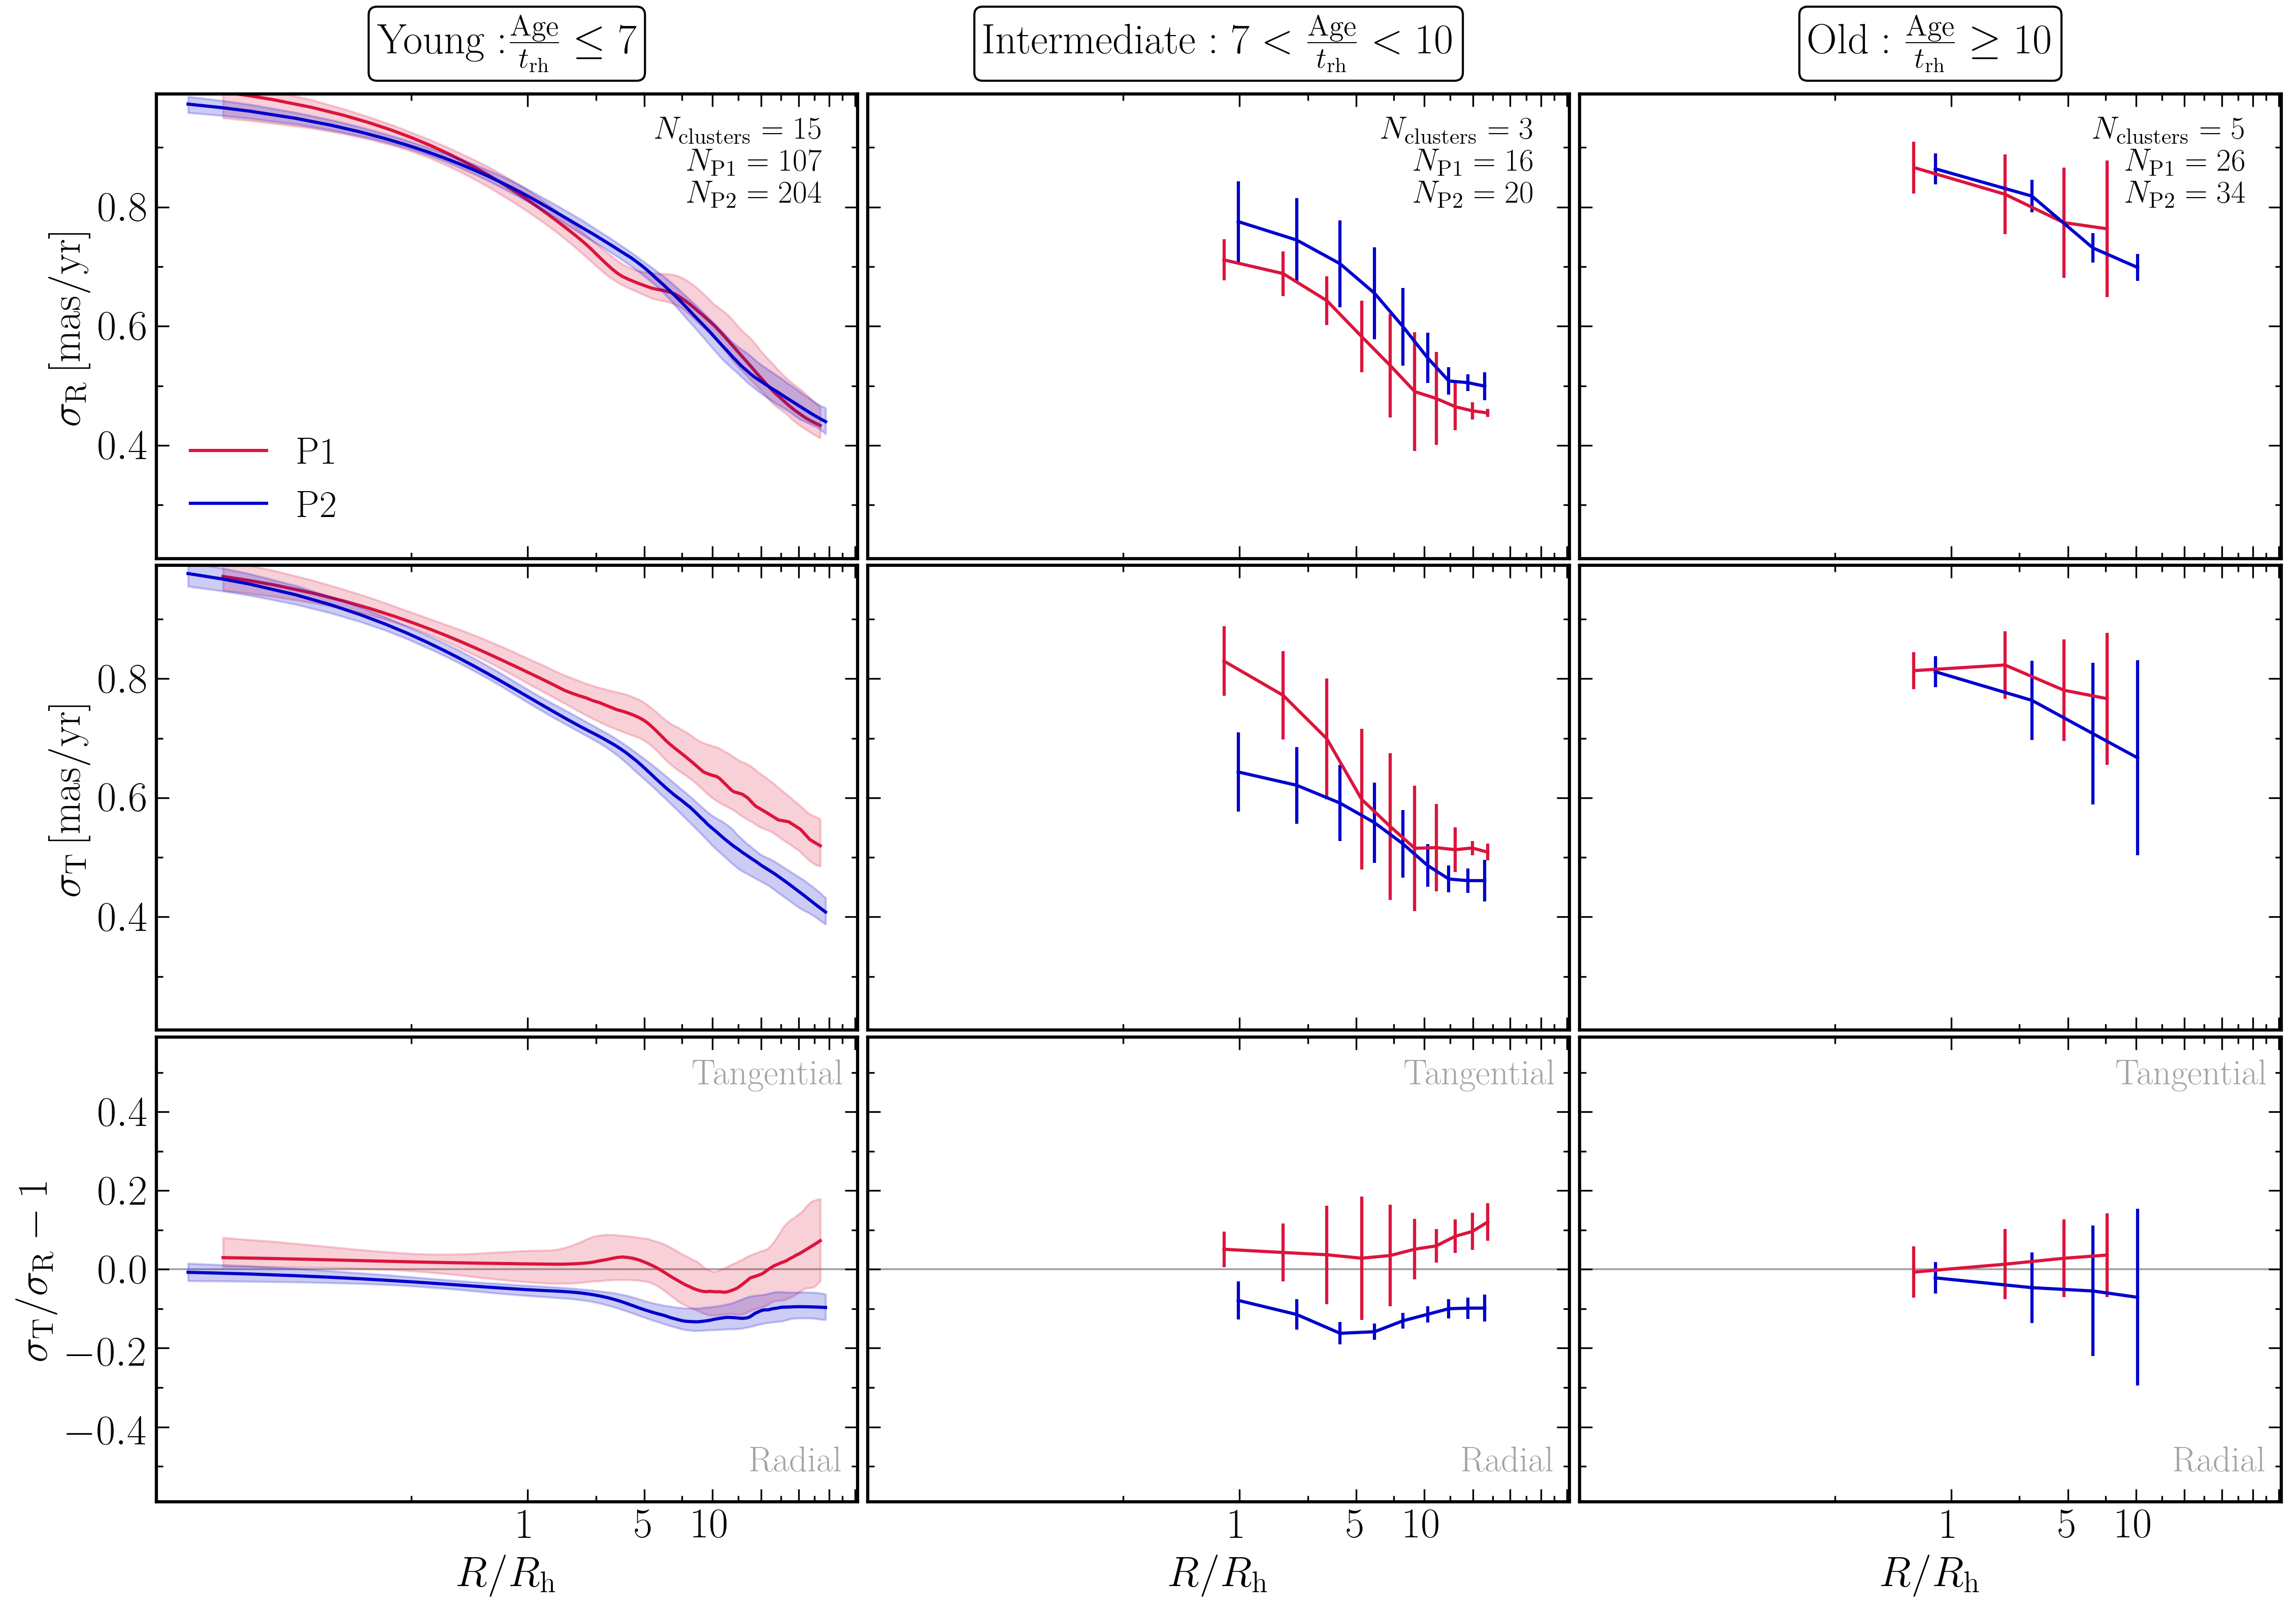 Young : Age/t_rh ≤ 7
Intermediate : 7 < Age/t_rh < 10
Old : Age/t_rh ≥ 10
σ_R [mas/yr]
0.8
0.6
0.4
N_clusters = 15
N_P1 = 107
N_P2 = 204
P1
P2
N_clusters = 3
N_P1 = 16
N_P2 = 20
N_clusters = 5
N_P1 = 26
N_P2 = 34
σ_T [mas/yr]
0.8
0.6
0.4
σ_T/σ_R − 1
0.4
0.2
0.0
−0.2
−0.4
Tangential
Radial
Tangential
Radial
Tangential
Radial
1 5 10
1 5 10
1 5 10
R/R_h
R/R_h
R/R_h